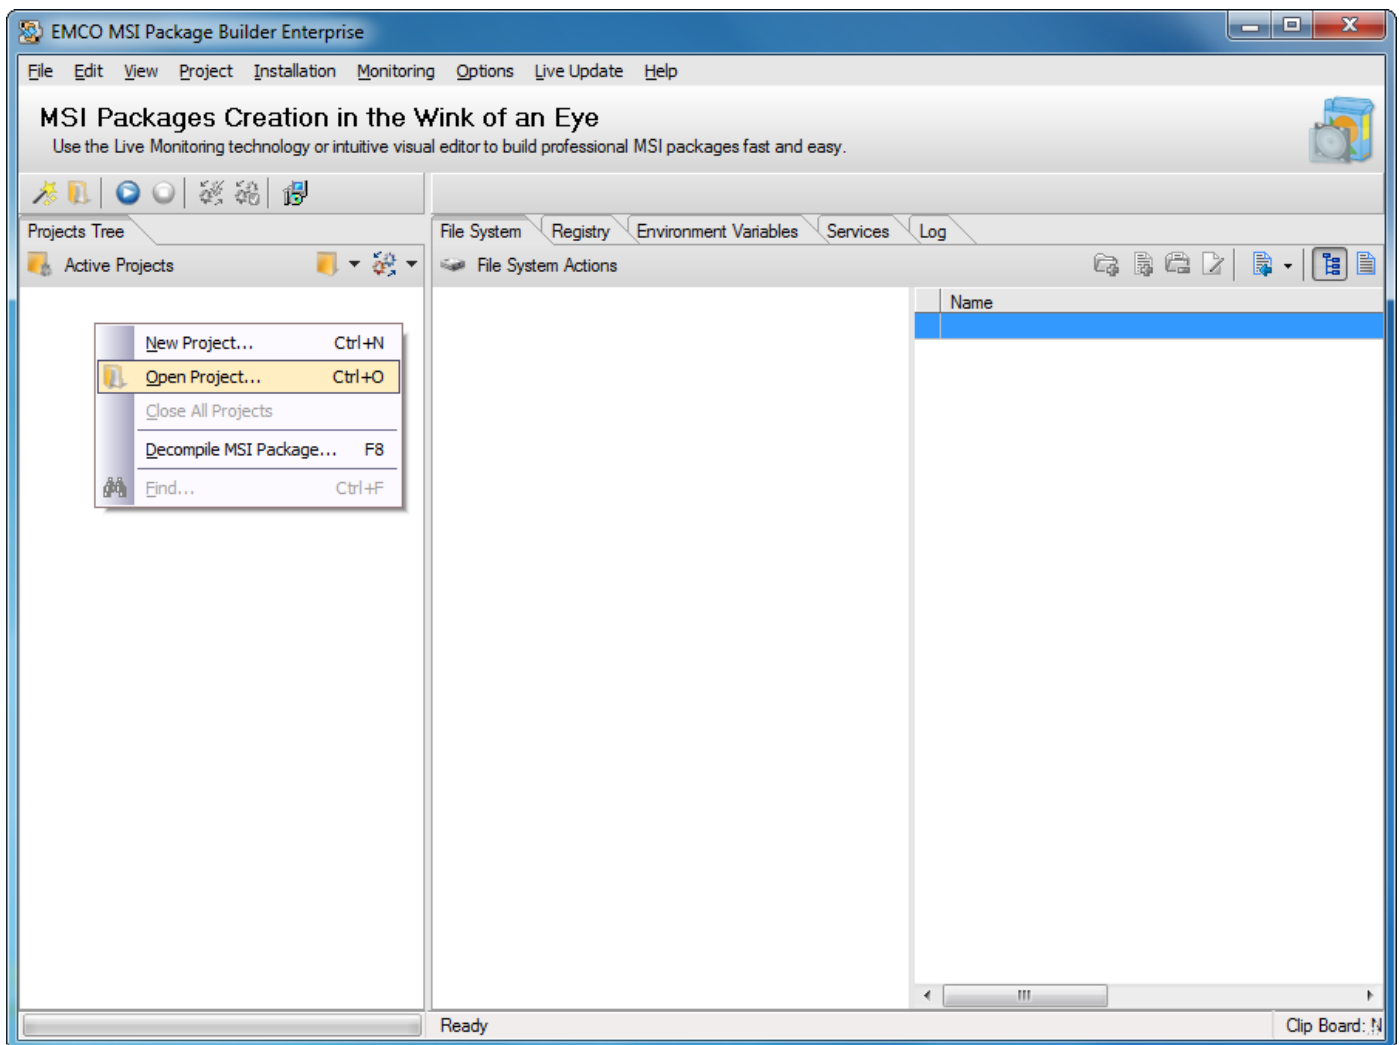 EMCO MSI Package Builder Enterprise
File Edit View Project Installation Monitoring Options Live Update Help
MSI Packages Creation in the Wink of an Eye
Use the Live Monitoring technology or intuitive visual editor to build professional MSI packages fast and easy.
Projects Tree
File System Registry Environment Variables Services Log
Active Projects
File System Actions
Name
New Project... Ctrl+N
Open Project... Ctrl+O
Close All Projects
Decompile MSI Package... F8
Find... Ctrl+F
Ready
Clip Board: N